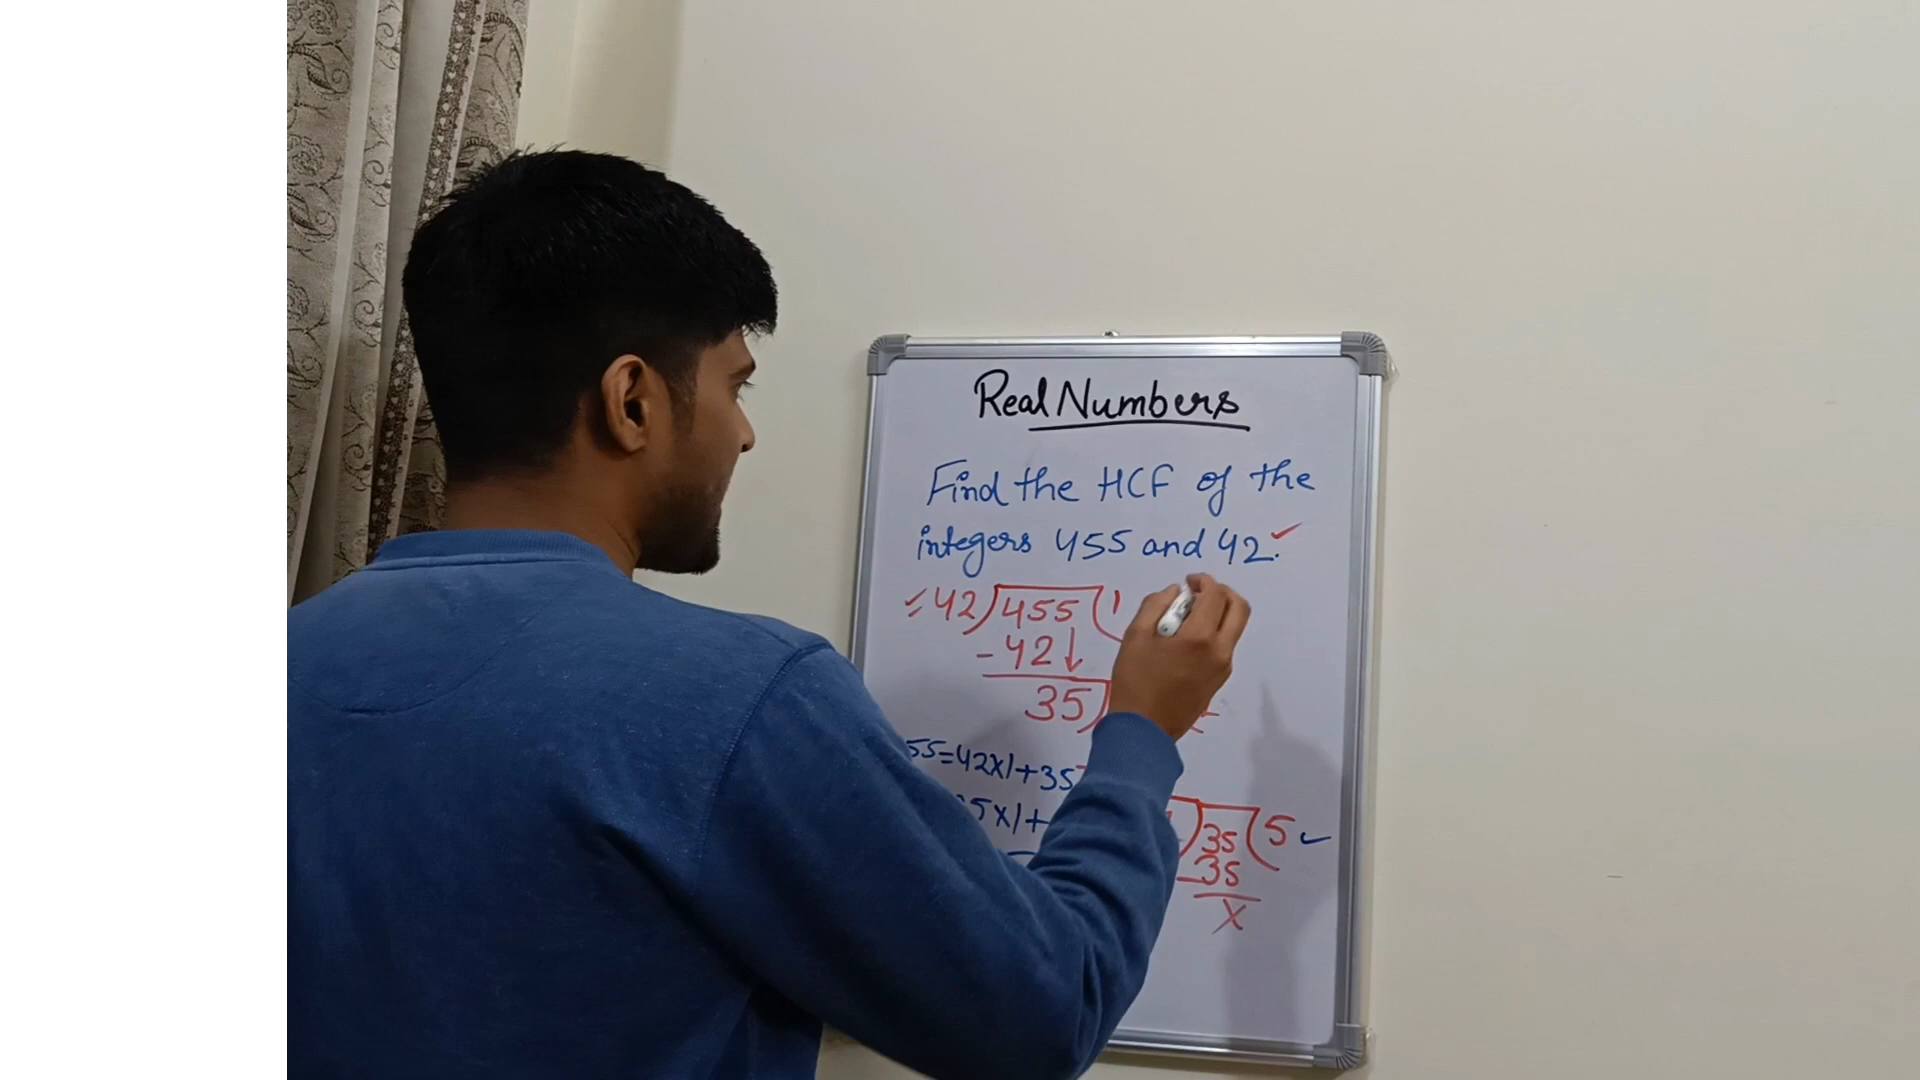 Real Numbers
Find the HCF of the
integers 455 and 42.
42)455(1
-42
35)
55=42x1+35
5x1+
)35(5
-35
x